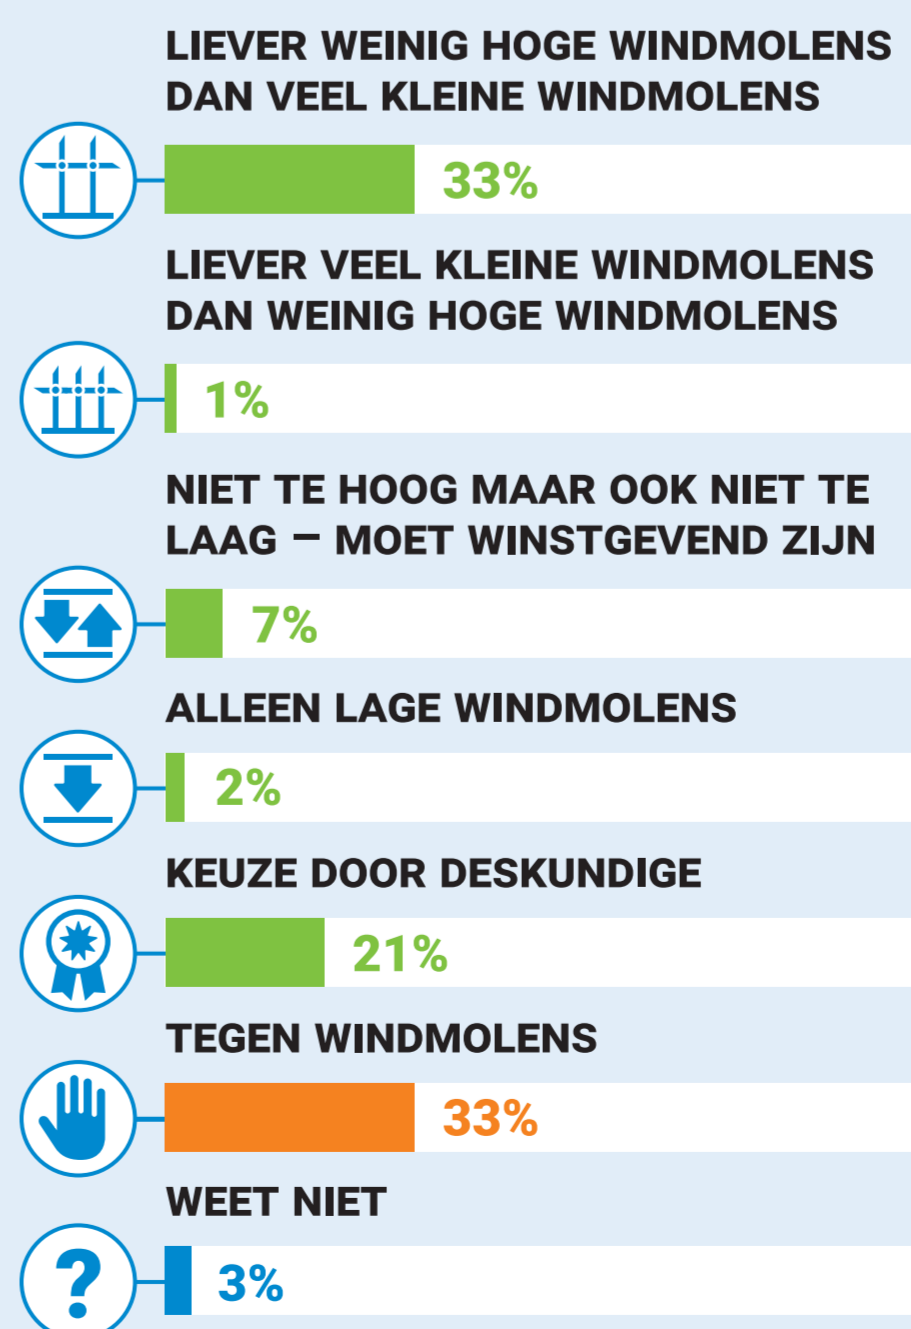 LIEVER WEINIG HOGE WINDMOLENS
DAN VEEL KLEINE WINDMOLENS
33%
LIEVER VEEL KLEINE WINDMOLENS
DAN WEINIG HOGE WINDMOLENS
1%
NIET TE HOOG MAAR OOK NIET TE
LAAG – MOET WINSTGEVEND ZIJN
7%
ALLEEN LAGE WINDMOLENS
2%
KEUZE DOOR DESKUNDIGE
21%
TEGEN WINDMOLENS
33%
WEET NIET
?
3%